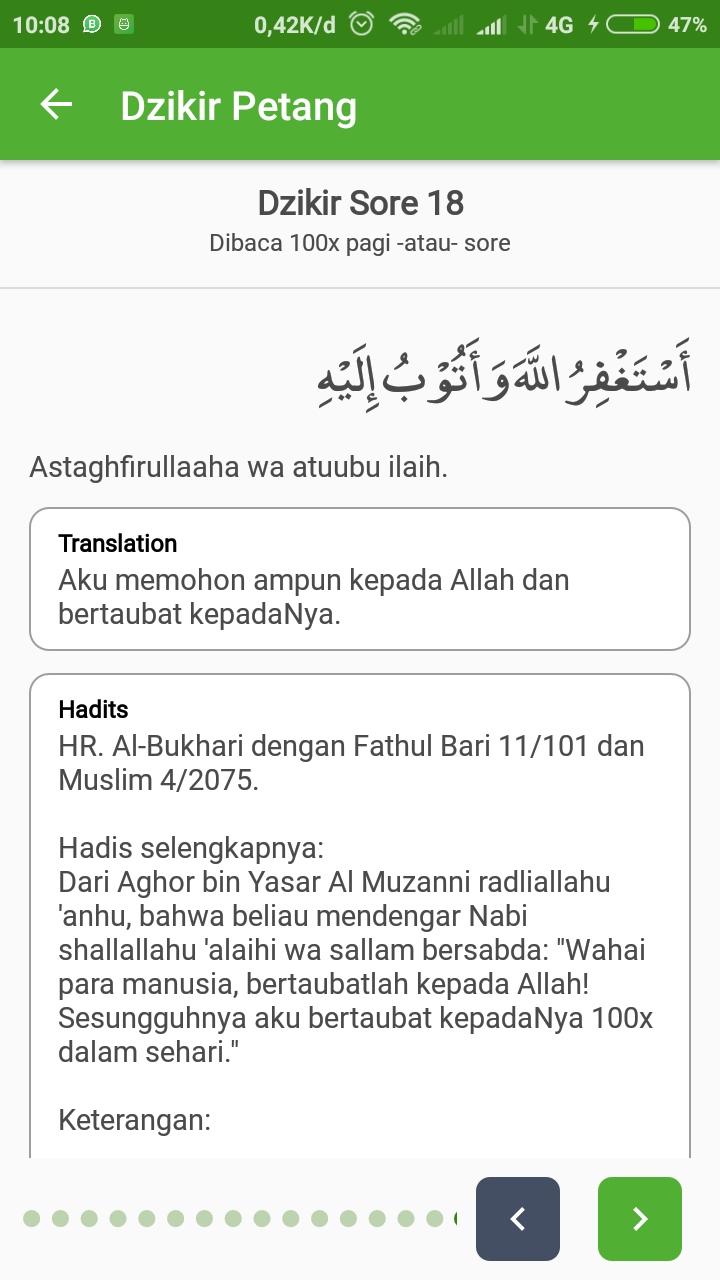 10:08 0,42K/d 4G 47%
Dzikir Petang
Dzikir Sore 18
Dibaca 100x pagi -atau- sore
أَسْتَغْفِرُ اللَّهَ وَ أَتُوْبُ إِلَيْهِ
Astaghfirullaaha wa atuubu ilaih.
Translation
Aku memohon ampun kepada Allah dan
bertaubat kepadaNya.
Hadits
HR. Al-Bukhari dengan Fathul Bari 11/101 dan
Muslim 4/2075.
Hadis selengkapnya:
Dari Aghor bin Yasar Al Muzanni radliallahu
'anhu, bahwa beliau mendengar Nabi
shallallahu 'alaihi wa sallam bersabda: "Wahai
para manusia, bertaubatlah kepada Allah!
Sesungguhnya aku bertaubat kepadaNya 100x
dalam sehari."
Keterangan: